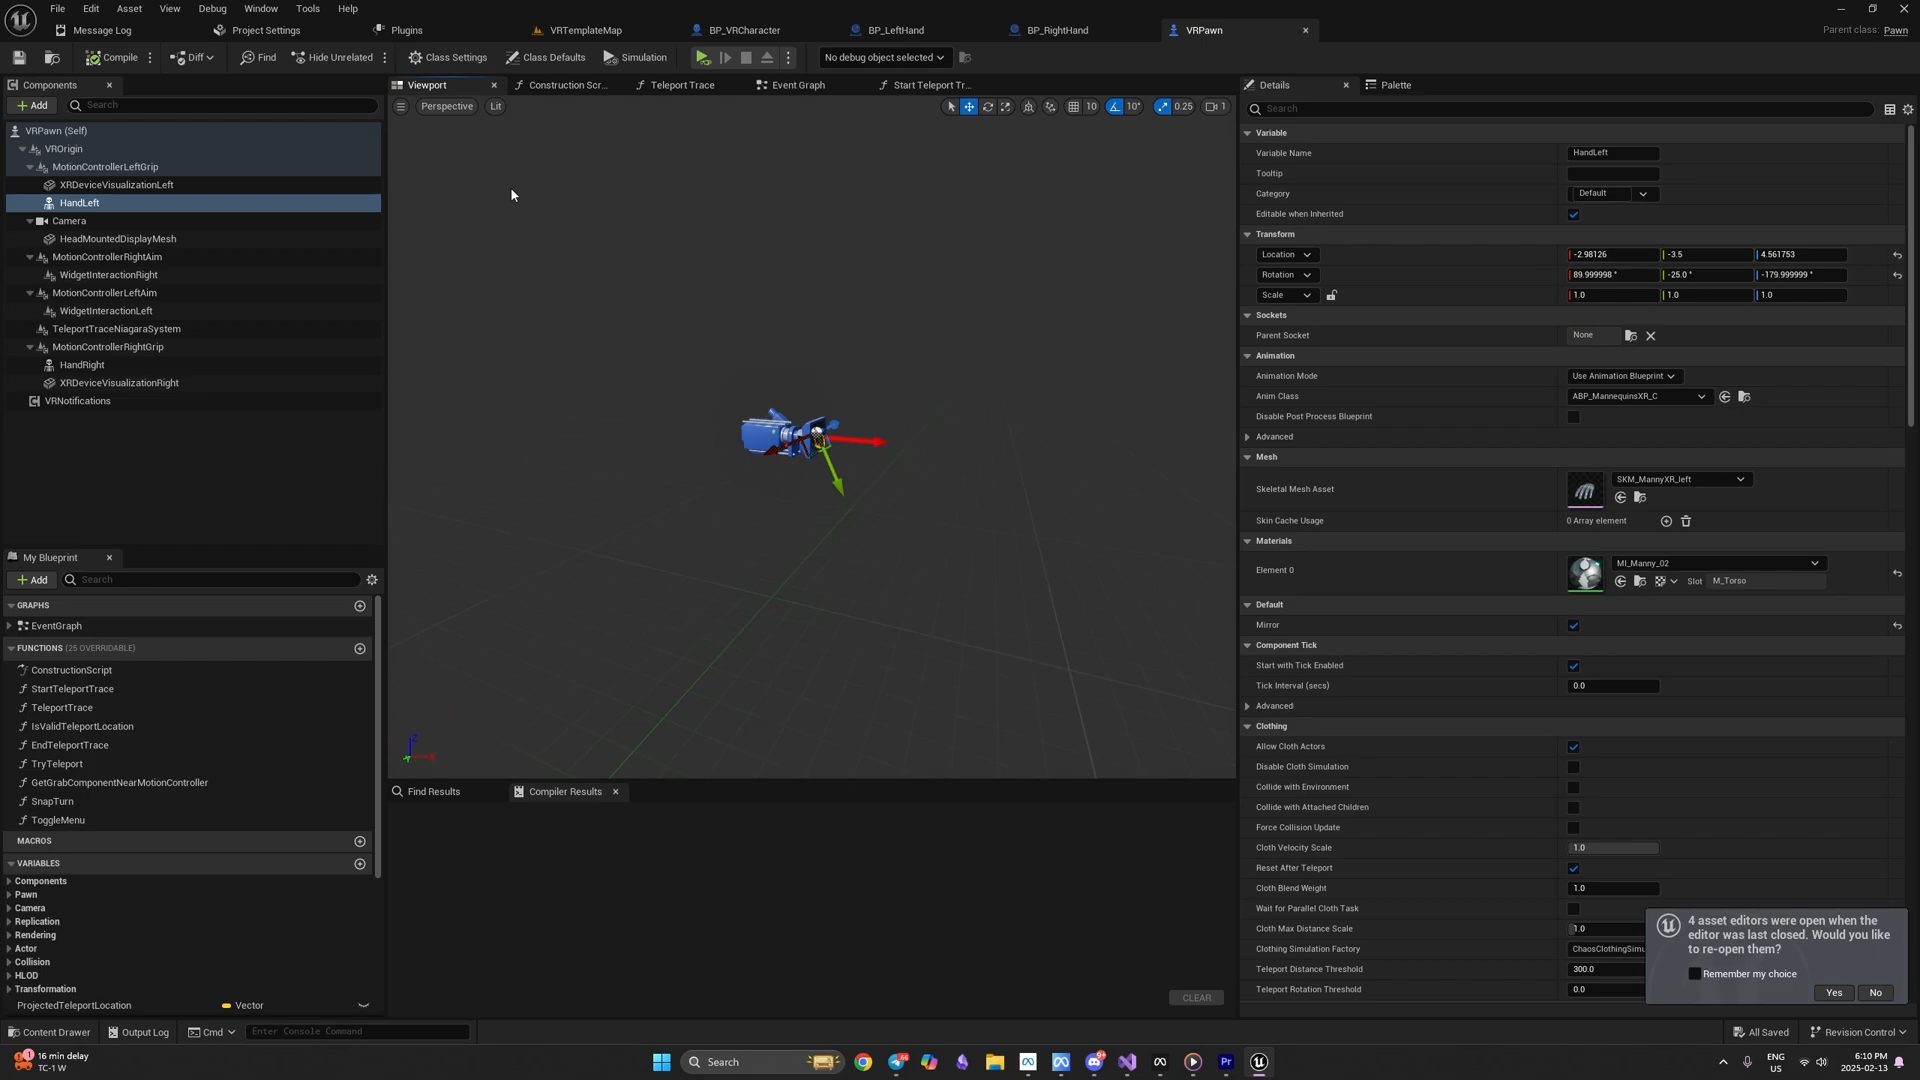 File Edit Asset View Debug Window Tools Help
Message Log Project Settings Plugins VRTemplateMap BP_VRCharacter BP_LeftHand BP_RightHand VRPawn Parent class: Pawn
Compile Diff Find Hide Unrelated Class Settings Class Defaults Simulation No debug object selected
Components
Add Search
VRPawn (Self)
VROrigin
MotionControllerLeftGrip
XRDeviceVisualizationLeft
HandLeft
Camera
HeadMountedDisplayMesh
MotionControllerRightAim
WidgetInteractionRight
MotionControllerLeftAim
WidgetInteractionLeft
TeleportTraceNiagaraSystem
MotionControllerRightGrip
HandRight
XRDeviceVisualizationRight
VRNotifications
My Blueprint
Add Search
GRAPHS
EventGraph
FUNCTIONS (25 OVERRIDABLE)
ConstructionScript
StartTeleportTrace
TeleportTrace
IsValidTeleportLocation
EndTeleportTrace
TryTeleport
GetGrabComponentNearMotionController
SnapTurn
ToggleMenu
MACROS
VARIABLES
Components
Pawn
Camera
Replication
Rendering
Actor
Collision
HLOD
Transformation
ProjectedTeleportLocation Vector
Viewport Construction Scr... Teleport Trace Event Graph Start Teleport Tr...
Perspective Lit 10 10° 0.25 1
Find Results Compiler Results
CLEAR
Details Palette
Search
Variable
Variable Name HandLeft
Tooltip
Category Default
Editable when Inherited
Transform
Location -2.98126 -3.5 4.561753
Rotation 89.999998 ° -25.0 ° -179.999999 °
Scale 1.0 1.0 1.0
Sockets
Parent Socket None
Animation
Animation Mode Use Animation Blueprint
Anim Class ABP_MannequinsXR_C
Disable Post Process Blueprint
Advanced
Mesh
Skeletal Mesh Asset SKM_MannyXR_left
Skin Cache Usage 0 Array element
Materials
Element 0 MI_Manny_02
Slot M_Torso
Default
Mirror
Component Tick
Start with Tick Enabled
Tick Interval (secs) 0.0
Advanced
Clothing
Allow Cloth Actors
Disable Cloth Simulation
Collide with Environment
Collide with Attached Children
Force Collision Update
Cloth Velocity Scale 1.0
Reset After Teleport
Cloth Blend Weight 1.0
Wait for Parallel Cloth Task
Cloth Max Distance Scale 1.0
Clothing Simulation Factory ChaosClothingSimu
Teleport Distance Threshold 300.0
Teleport Rotation Threshold 0.0
4 asset editors were open when the
editor was last closed. Would you like
to re-open them?
Remember my choice
Yes No
Content Drawer Output Log Cmd Enter Console Command All Saved Revision Control
16 min delay
TC-1 W
Search
ENG
US
6:10 PM
2025-02-13